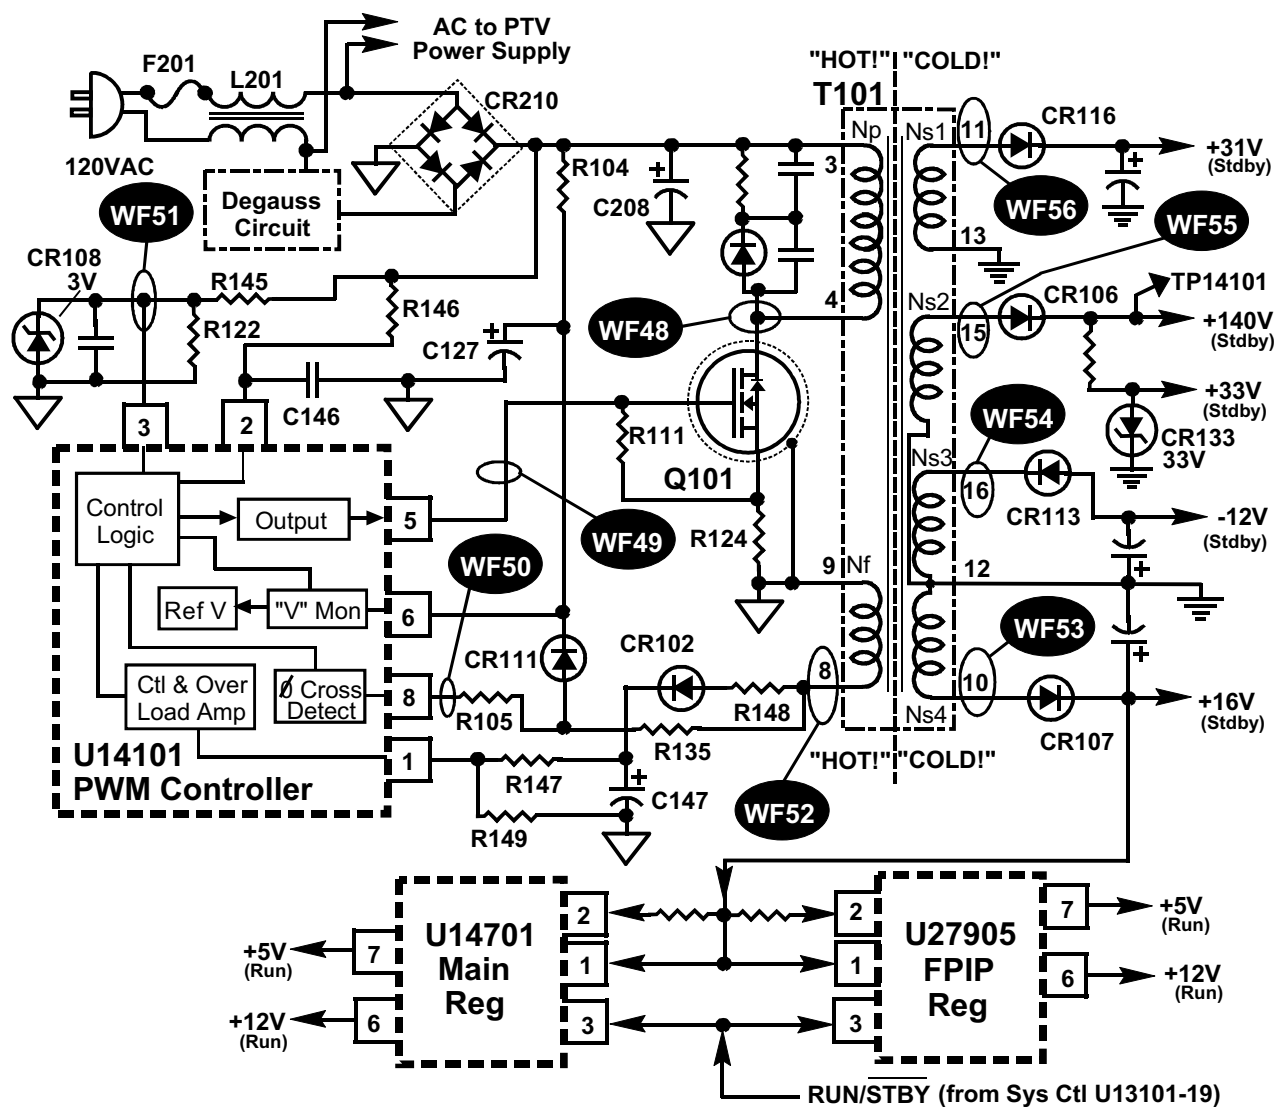 AC to PTV
Power Supply
F201
L201
CR210
"HOT!"
"COLD!"
T101
120VAC
Degauss
Circuit
WF51
R104
+
C208
Np
3
4
Ns1
11
CR116
+
+31V
(Stdby)
WF56
WF55
13
CR108
3V
R145
R146
R122
+
C127
C146
WF48
Ns2
15
CR106
TP14101
+140V
(Stdby)
+33V
(Stdby)
CR133
33V
3
2
R111
Q101
WF54
Ns3
16
CR113
-12V
(Stdby)
+
Control
Logic
Output
5
WF49
R124
WF50
9
Nf
12
Ref V
"V" Mon
6
CR111
CR102
WF53
+
Ctl & Over
Load Amp
Ø Cross
Detect
8
R105
R148
8
10
Ns4
CR107
+16V
(Stdby)
R135
"HOT!"
"COLD!"
U14101
PWM Controller
1
R147
+
C147
R149
WF52
U14701
Main
Reg
2
1
3
7
6
+5V
(Run)
+12V
(Run)
U27905
FPIP
Reg
2
1
3
7
6
+5V
(Run)
+12V
(Run)
RUN/STBY (from Sys Ctl U13101-19)